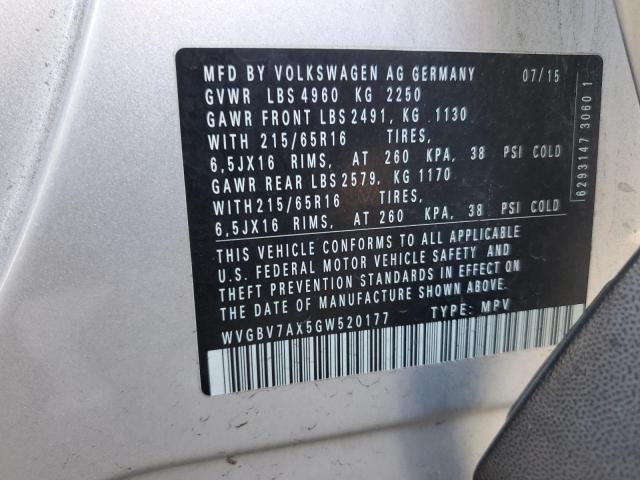 MFD BY VOLKSWAGEN AG GERMANY 07/15
GVWR LBS 4960 KG 2250
GAWR FRONT LBS 2491, KG 1130
WITH 215/65R16 TIRES,
6,5JX16 RIMS, AT 260 KPA, 38 PSI COLD
GAWR REAR LBS 2579, KG 1170
WITH 215/65R16 TIRES,
6,5JX16 RIMS, AT 260 KPA, 38 PSI COLD
THIS VEHICLE CONFORMS TO ALL APPLICABLE
U.S. FEDERAL MOTOR VEHICLE SAFETY AND
THEFT PREVENTION STANDARDS IN EFFECT ON
THE DATE OF MANUFACTURE SHOWN ABOVE.
WVGBV7AX5GW520177 TYPE: MPV
6293147 3060 1